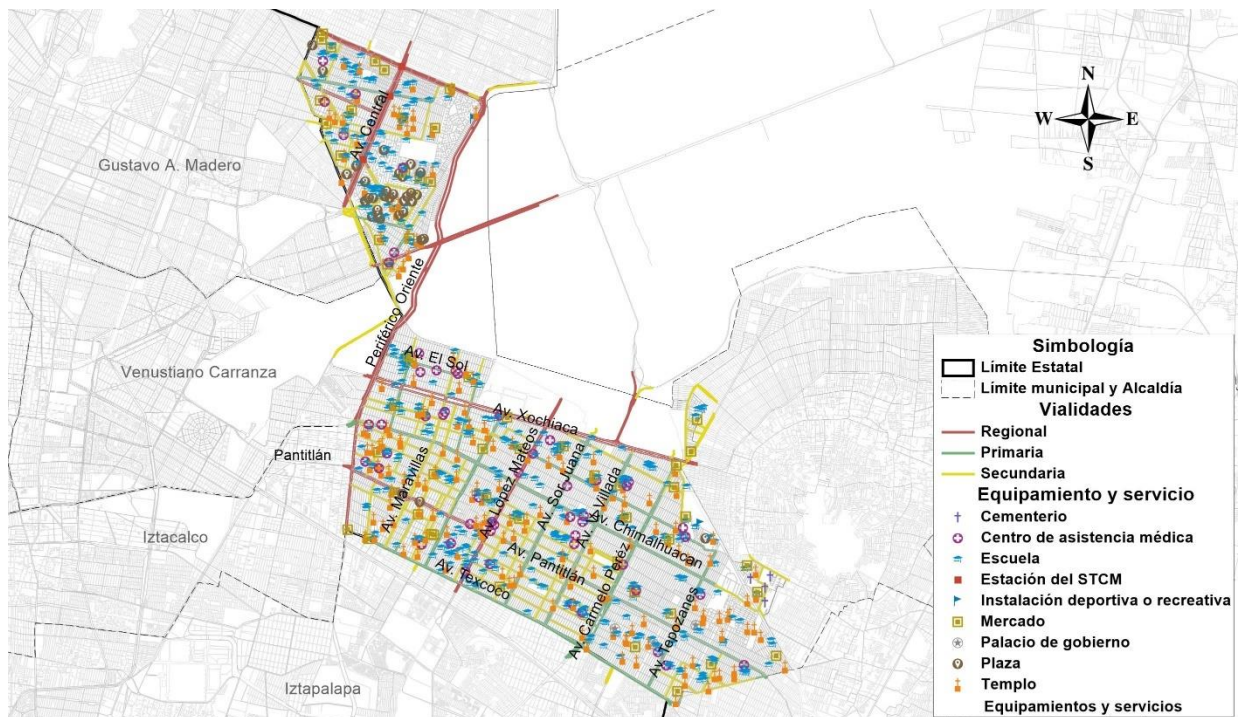 N
W
E
S
Gustavo A. Madero
Av. Central
Periférico Oriente
Venustiano Carranza
Av. El Sol
Av. Xochiaca
Pantitlán
Av. Maravillas
Av. Lopez Mateos
Av. Sor Juana
Villada
Av. Chimalhuacan
Iztacalco
Av. Pantitlán
Av. Texcoco
Av. Carmelo Peréz
Av. Tepozanes
Iztapalapa
Simbología
Límite Estatal
Límite municipal y Alcaldía
Vialidades
Regional
Primaria
Secundaria
Equipamiento y servicio
Cementerio
Centro de asistencia médica
Escuela
Estación del STCM
Instalación deportiva o recreativa
Mercado
Palacio de gobierno
Plaza
Templo
Equipamientos y servicios